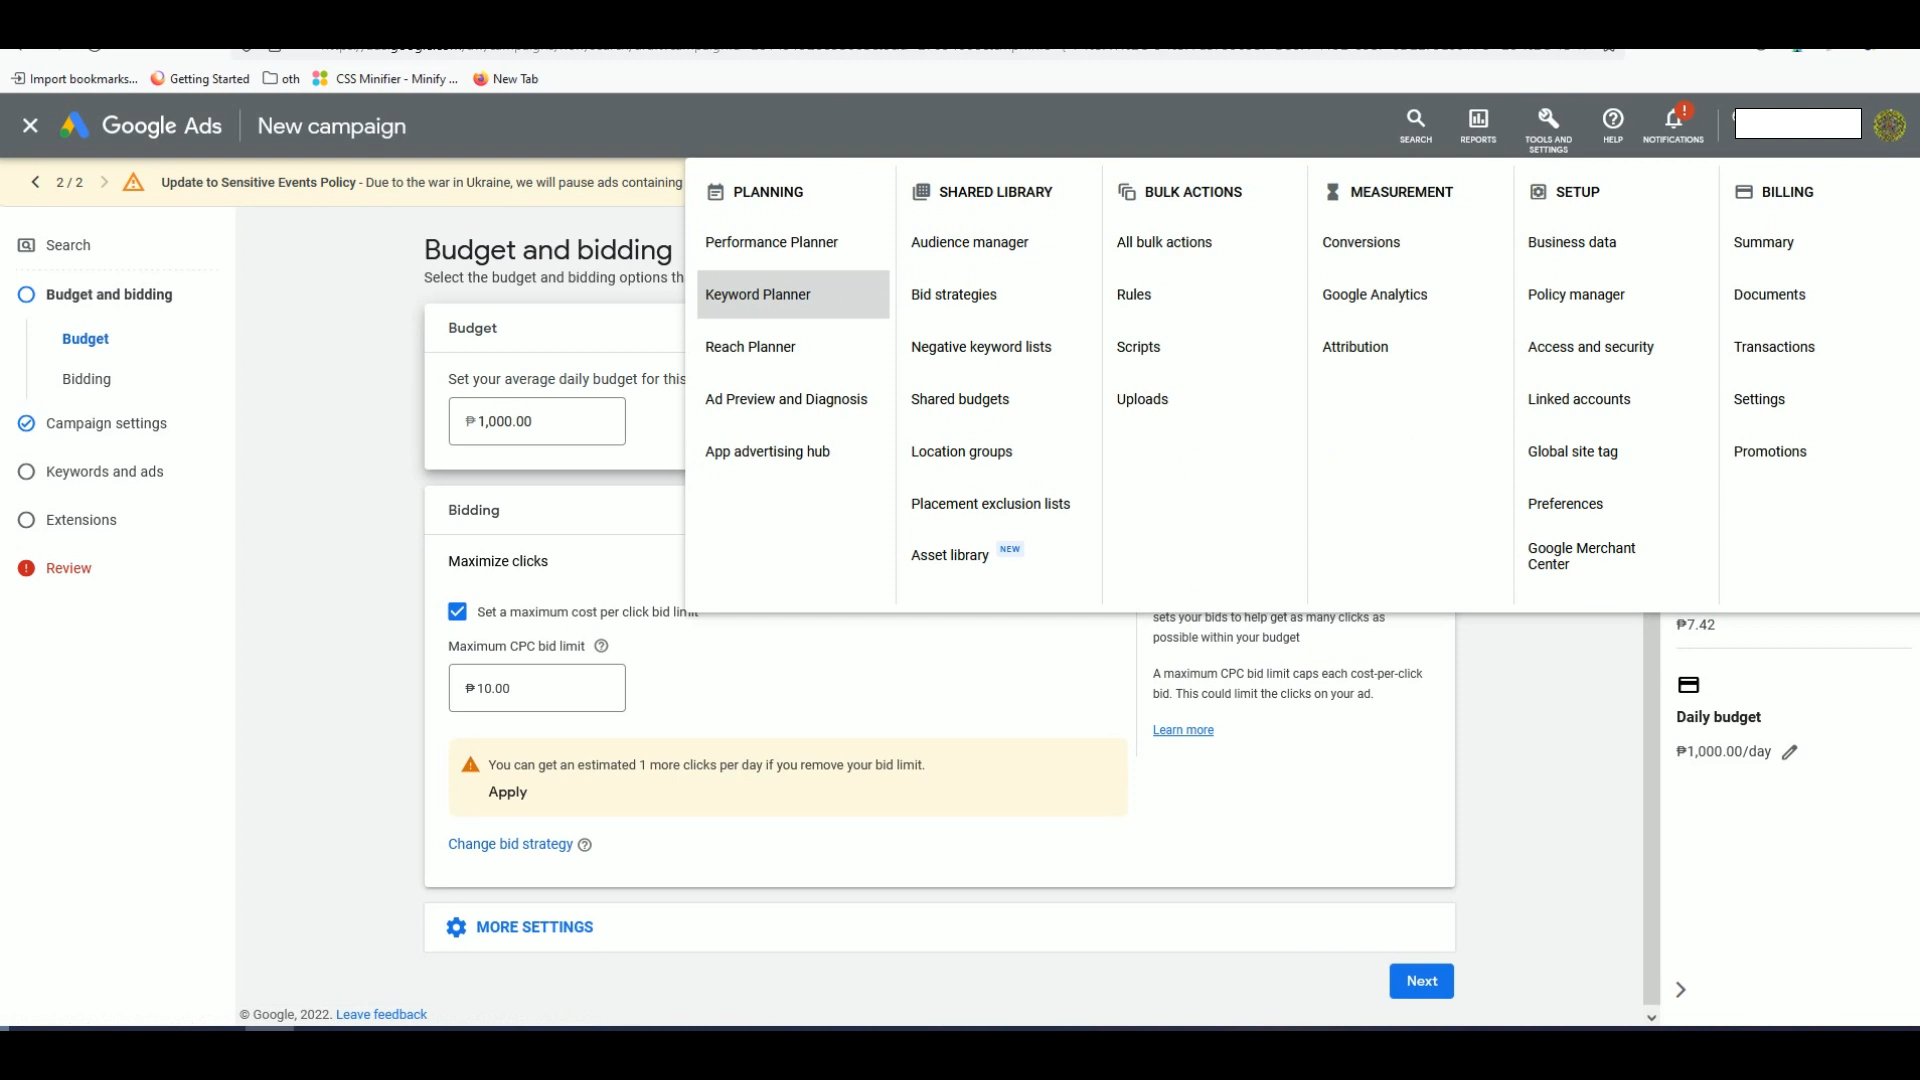 Import bookmarks...
Getting Started
oth
CSS Minifier - Minify ...
New Tab
Google Ads
New campaign
SEARCH
REPORTS
TOOLS AND
SETTINGS
HELP
!
NOTIFICATIONS
2 / 2
Update to Sensitive Events Policy - Due to the war in Ukraine, we will pause ads containing
Search
Budget and bidding
Budget
Bidding
Campaign settings
Keywords and ads
Extensions
Review
Budget and bidding
Select the budget and bidding options th
Budget
Set your average daily budget for this
₱1,000.00
Bidding
Maximize clicks
Set a maximum cost per click bid limit
Maximum CPC bid limit
₱10.00
You can get an estimated 1 more clicks per day if you remove your bid limit.
Apply
Change bid strategy
MORE SETTINGS
Next
© Google, 2022. Leave feedback
PLANNING
Performance Planner
Keyword Planner
Reach Planner
Ad Preview and Diagnosis
App advertising hub
SHARED LIBRARY
Audience manager
Bid strategies
Negative keyword lists
Shared budgets
Location groups
Placement exclusion lists
Asset library NEW
BULK ACTIONS
All bulk actions
Rules
Scripts
Uploads
MEASUREMENT
Conversions
Google Analytics
Attribution
SETUP
Business data
Policy manager
Access and security
Linked accounts
Global site tag
Preferences
Google Merchant
Center
BILLING
Summary
Documents
Transactions
Settings
Promotions
sets your bids to help get as many clicks as
possible within your budget
A maximum CPC bid limit caps each cost-per-click
bid. This could limit the clicks on your ad.
Learn more
₱7.42
Daily budget
₱1,000.00/day